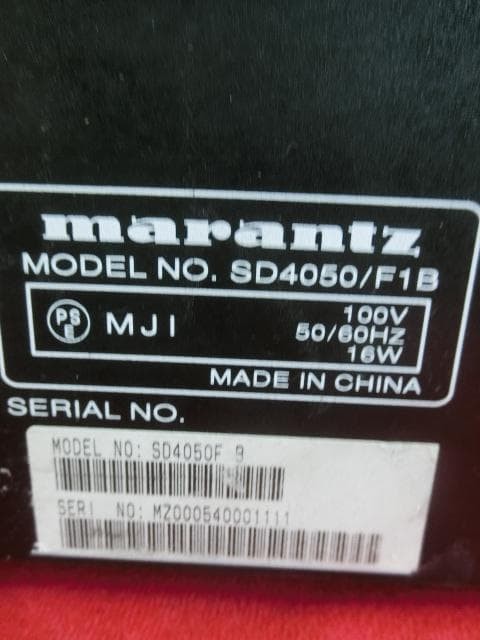 marantz
MODEL NO. SD4050/F1B
PS
E
MJI
100V
50/60HZ
16W
MADE IN CHINA
SERIAL NO.
MODEL NO: SD4050F B
SERI NO: MZ000540001111